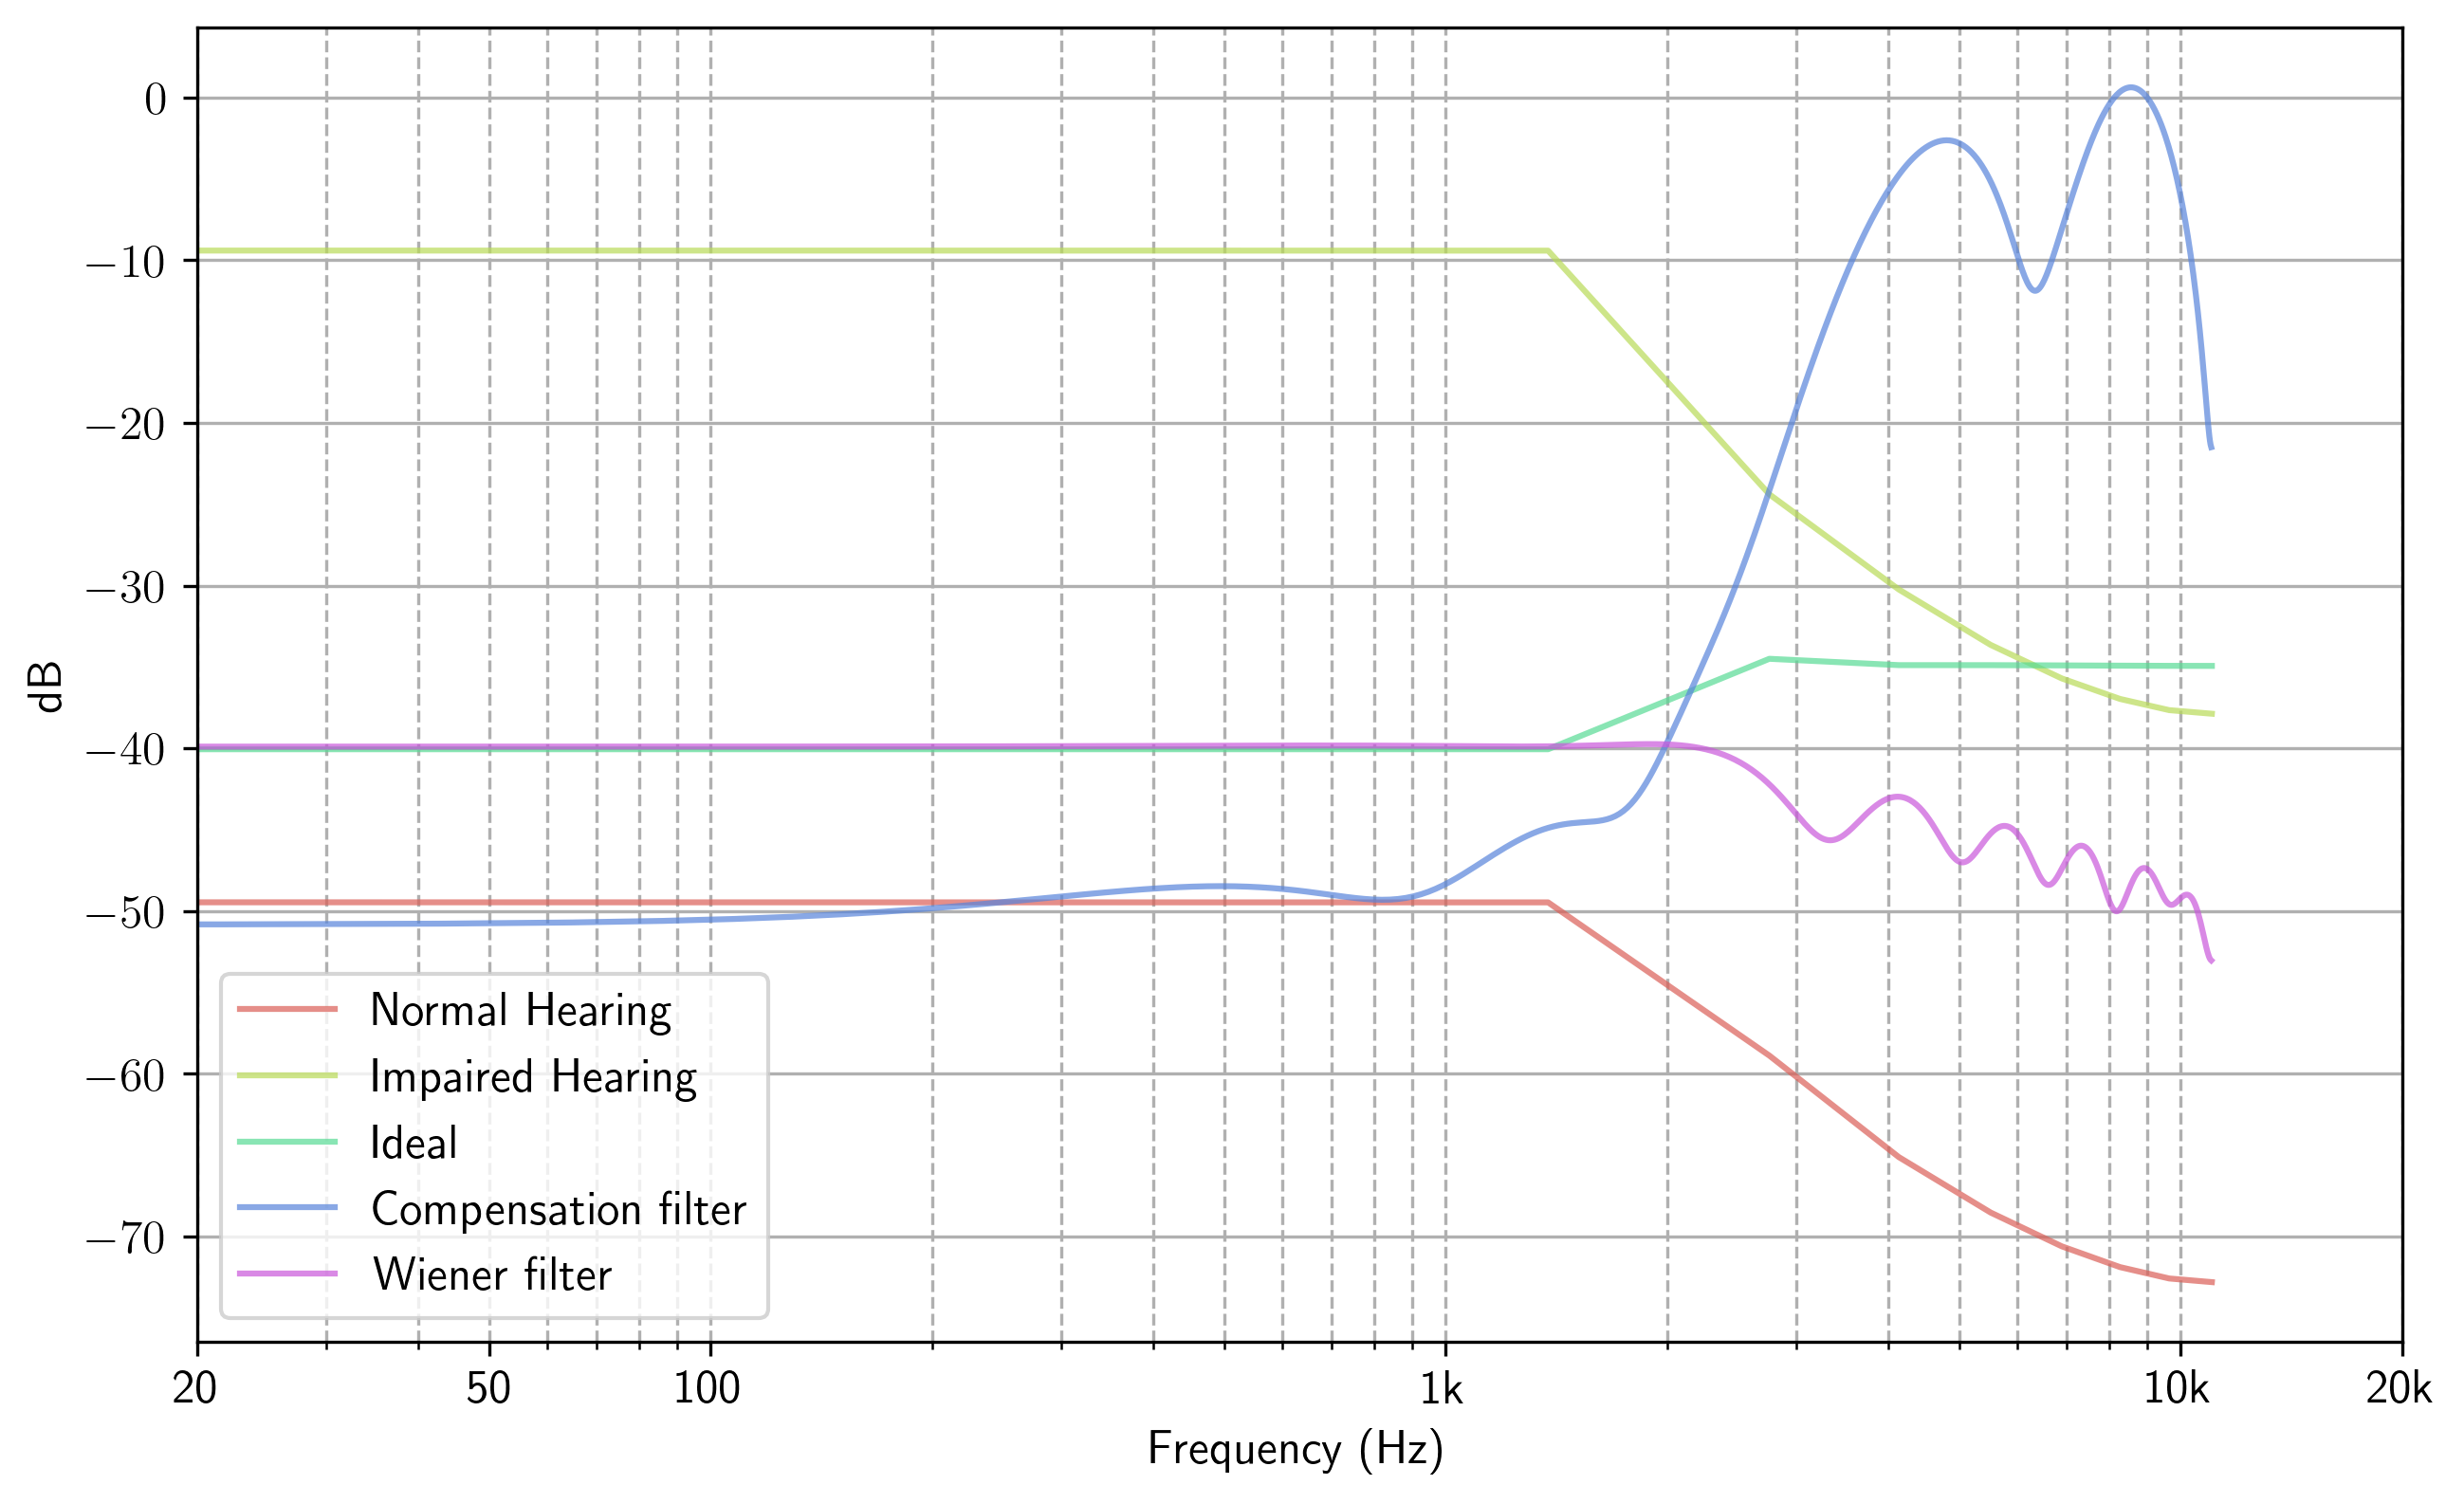 0
−10
−20
−30
−40
−50
−60
−70
dB
Normal Hearing
Impaired Hearing
Ideal
Compensation filter
Wiener filter
20 50 100 1k 10k 20k
Frequency (Hz)